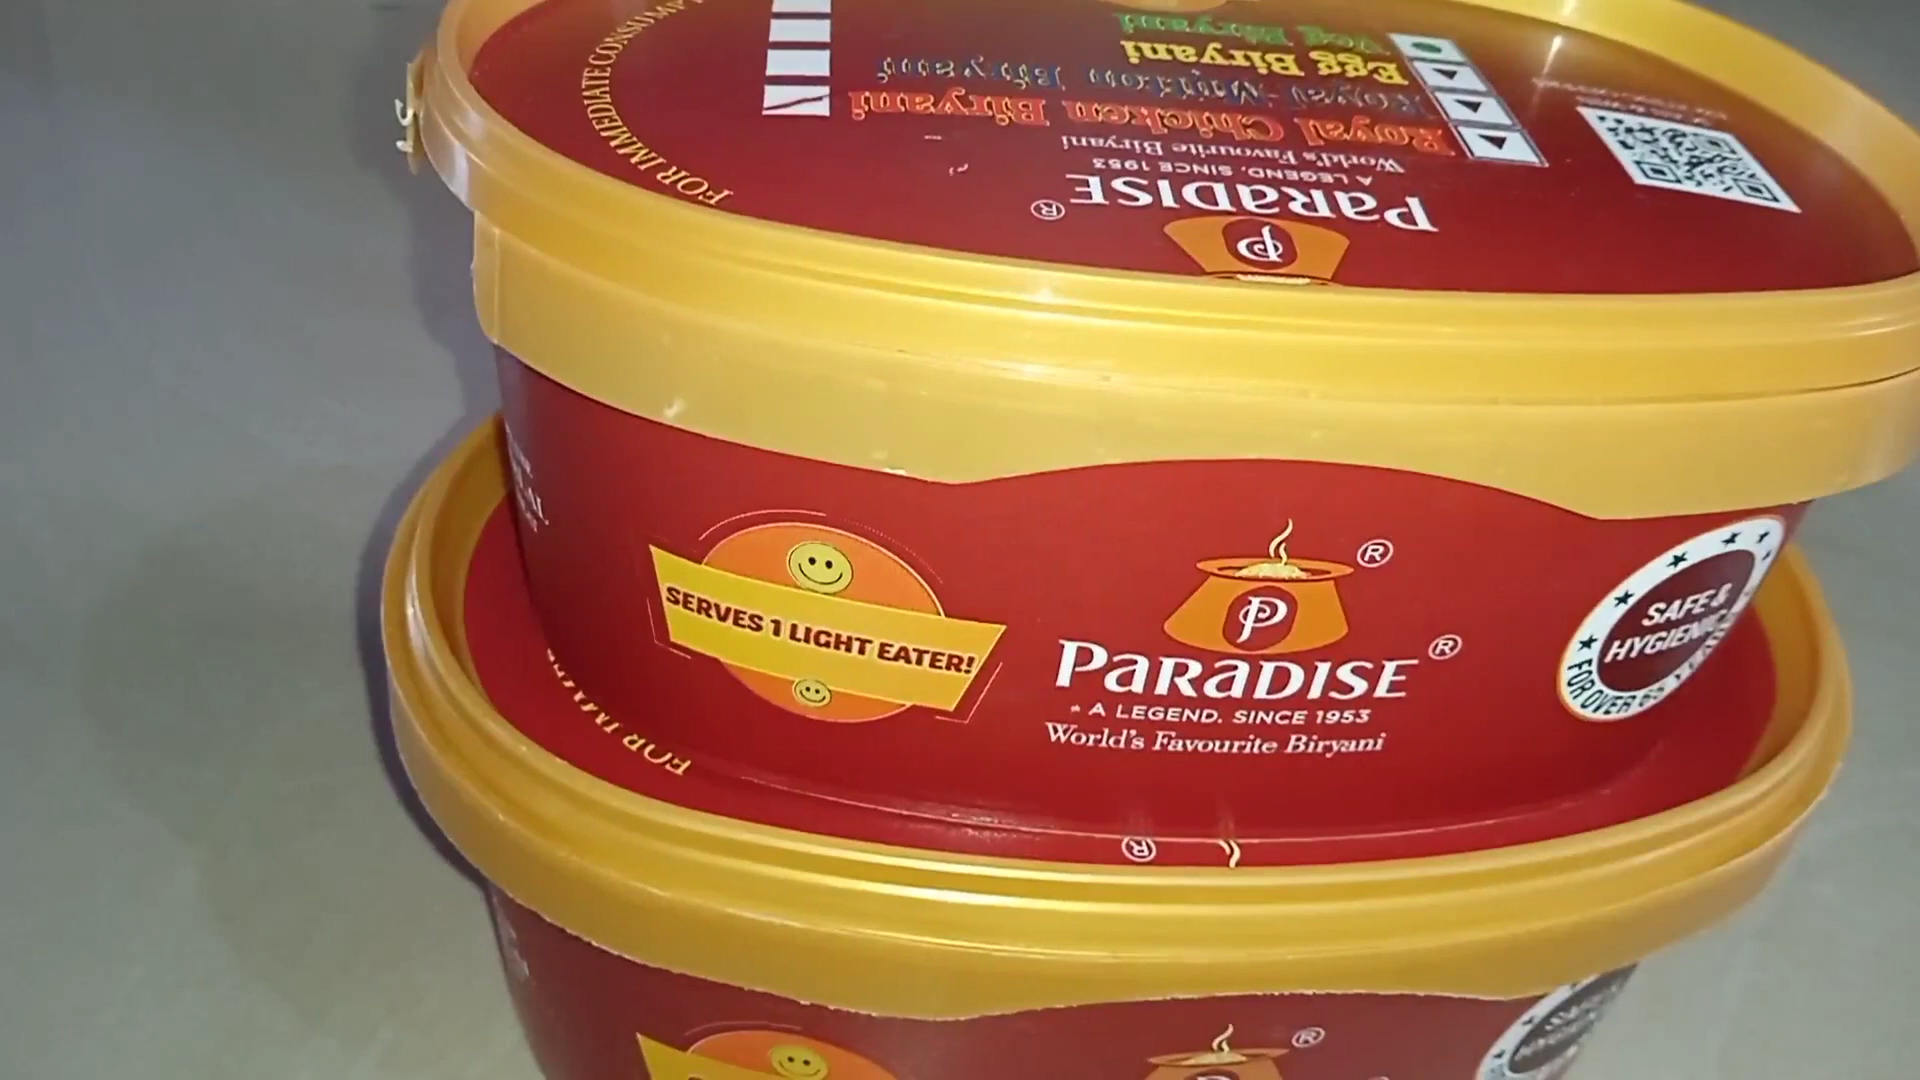 FOR IMMEDIATE CONSUMP
Veg Biryani
Egg Biryani
Royal Mutton Biryani
Royal Chicken Biryani
World's Favourite Biryani
A LEGEND. SINCE 1953
PARADISE®
P
SERVES 1 LIGHT EATER!
P
®
PARADISE®
A LEGEND. SINCE 1953
World's Favourite Biryani
SAFE &
HYGIENIC
FOR OVER 65
FOR
®
®